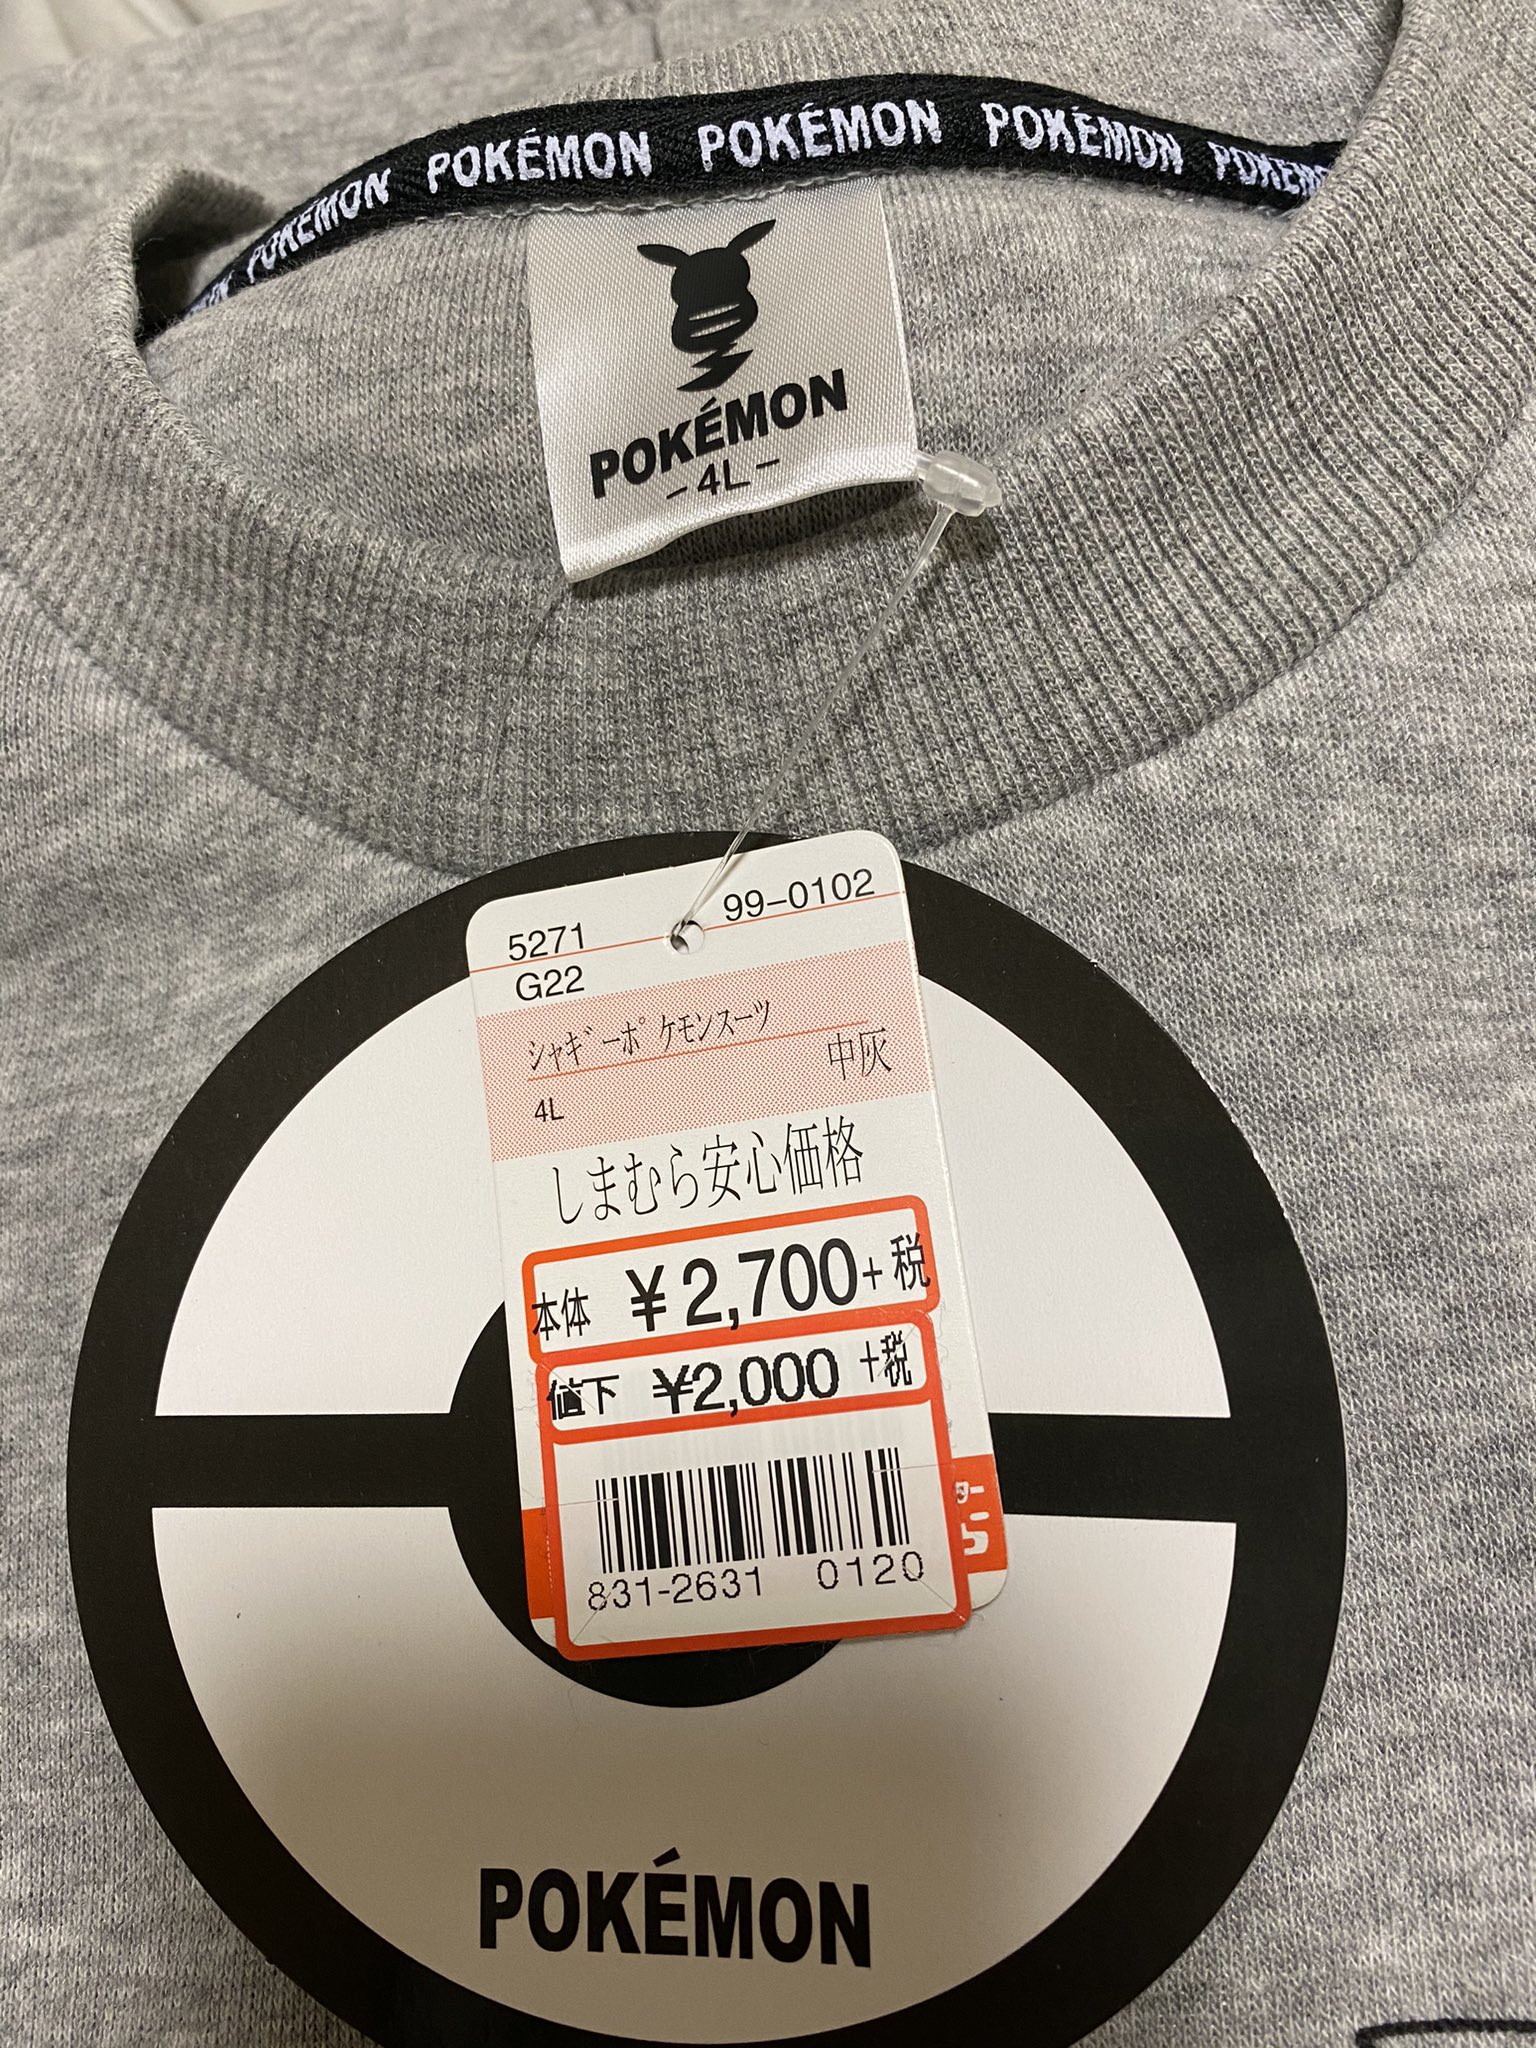 POKÉMON POKÉMON POKÉMON POKÉMON
POKÉMON
-4L-
5271 99-0102
G22
シャギーポケモンスーツ
中灰
4L
しまむら安心価格
本体 ¥2,700+税
値下 ¥2,000 +税
831-2631 0120
POKÉMON